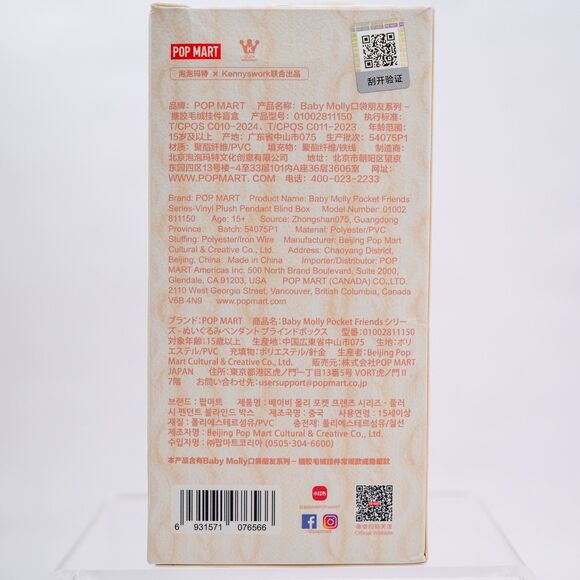 POP MART
泡泡玛特 × Kennyswork联合出品
刮开验证
品牌：POP MART 产品名称：Baby Molly口袋朋友系列 -
搪胶毛绒挂件盲盒 产品型号：01002811150 执行标准：
T/CPQS C010-2024、T/CPQS C011-2023 年龄范围：
15岁及以上 产地：广东省中山市075 生产批次：54075P1
材质：聚酯纤维/PVC 填充物：聚酯纤维/铁线 制造商：
北京泡泡玛特文化创意有限公司 地址：北京市朝阳区望京
东园四区13号楼-4至33层101内A座36层3606室 网址：
WWW.POPMART.COM 电话：400-023-2233
Brand: POP MART Product Name: Baby Molly Pocket Friends
Series-Vinyl Plush Pendant Blind Box Model Number: 01002
811150 Age: 15+ Source: Zhongshan075, Guangdong
Province Batch: 54075P1 Material: Polyester/PVC
Stuffing: Polyester/Iron Wire Manufacturer: Beijing Pop Mart
Cultural & Creative Co., Ltd. Address: Chaoyang District,
Beijing, China Made in China Importer/Distributor: POP
MART Americas Inc. 500 North Brand Boulevard, Suite 2000,
Glendale, CA 91203, USA POP MART (CANADA) CO., LTD.
2110 West Georgia Street, Vancouver, British Columbia, Canada
V6B 4N9 www.popmart.com
ブランド：POP MART 商品名：Baby Molly Pocket Friends シリー
ズ - ぬいぐるみペンダント ブラインドボックス 型番：01002811150
対象年齢：15歳以上 生産地：中国広東省中山市075 生地：ポリ
エステル/PVC 充填物：ポリエステル/針金 生産者：Beijing Pop
Mart Cultural & Creative Co., Ltd. 販売元：株式会社POP MART
JAPAN 住所：東京都港区虎ノ門一丁目13番5号 VORT虎ノ門 II
7階 お問い合わせ先：usersupport@popmart.co.jp
브랜드 : 팝마트 제품명 : 베이비 몰리 포켓 프렌즈 시리즈 - 플러
시 펜던트 블라인드 박스 제조국명 : 중국 사용연령 : 15세이상
재질 : 폴리에스테르섬유/PVC 충전재: 폴리에스테르섬유/철선
제조자명 : Beijing Pop Mart Cultural & Creative Co., Ltd.
수입자명 : ㈜팝마트코리아 (0505-304-6600)
本产品含有Baby Molly口袋朋友系列 - 搪胶毛绒挂件常规款或隐藏款
6 931571 076566
小红书
@popmart
POP MART
微信扫码关注
Official Website